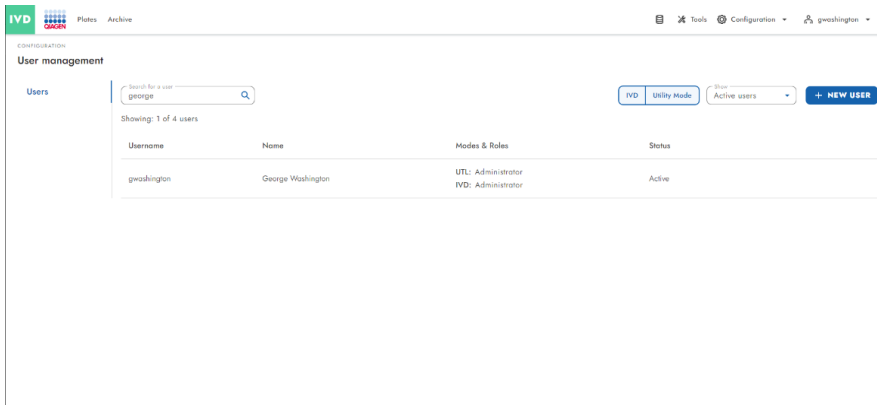 IVD QIAGEN Plates Archive Tools Configuration gwashington
CONFIGURATION
User management
Users
Search for a user
george
IVD Utility Mode
Show
Active users
+ NEW USER
Showing: 1 of 4 users
Username Name Modes & Roles Status
gwashington George Washington UTL: Administrator Active
IVD: Administrator